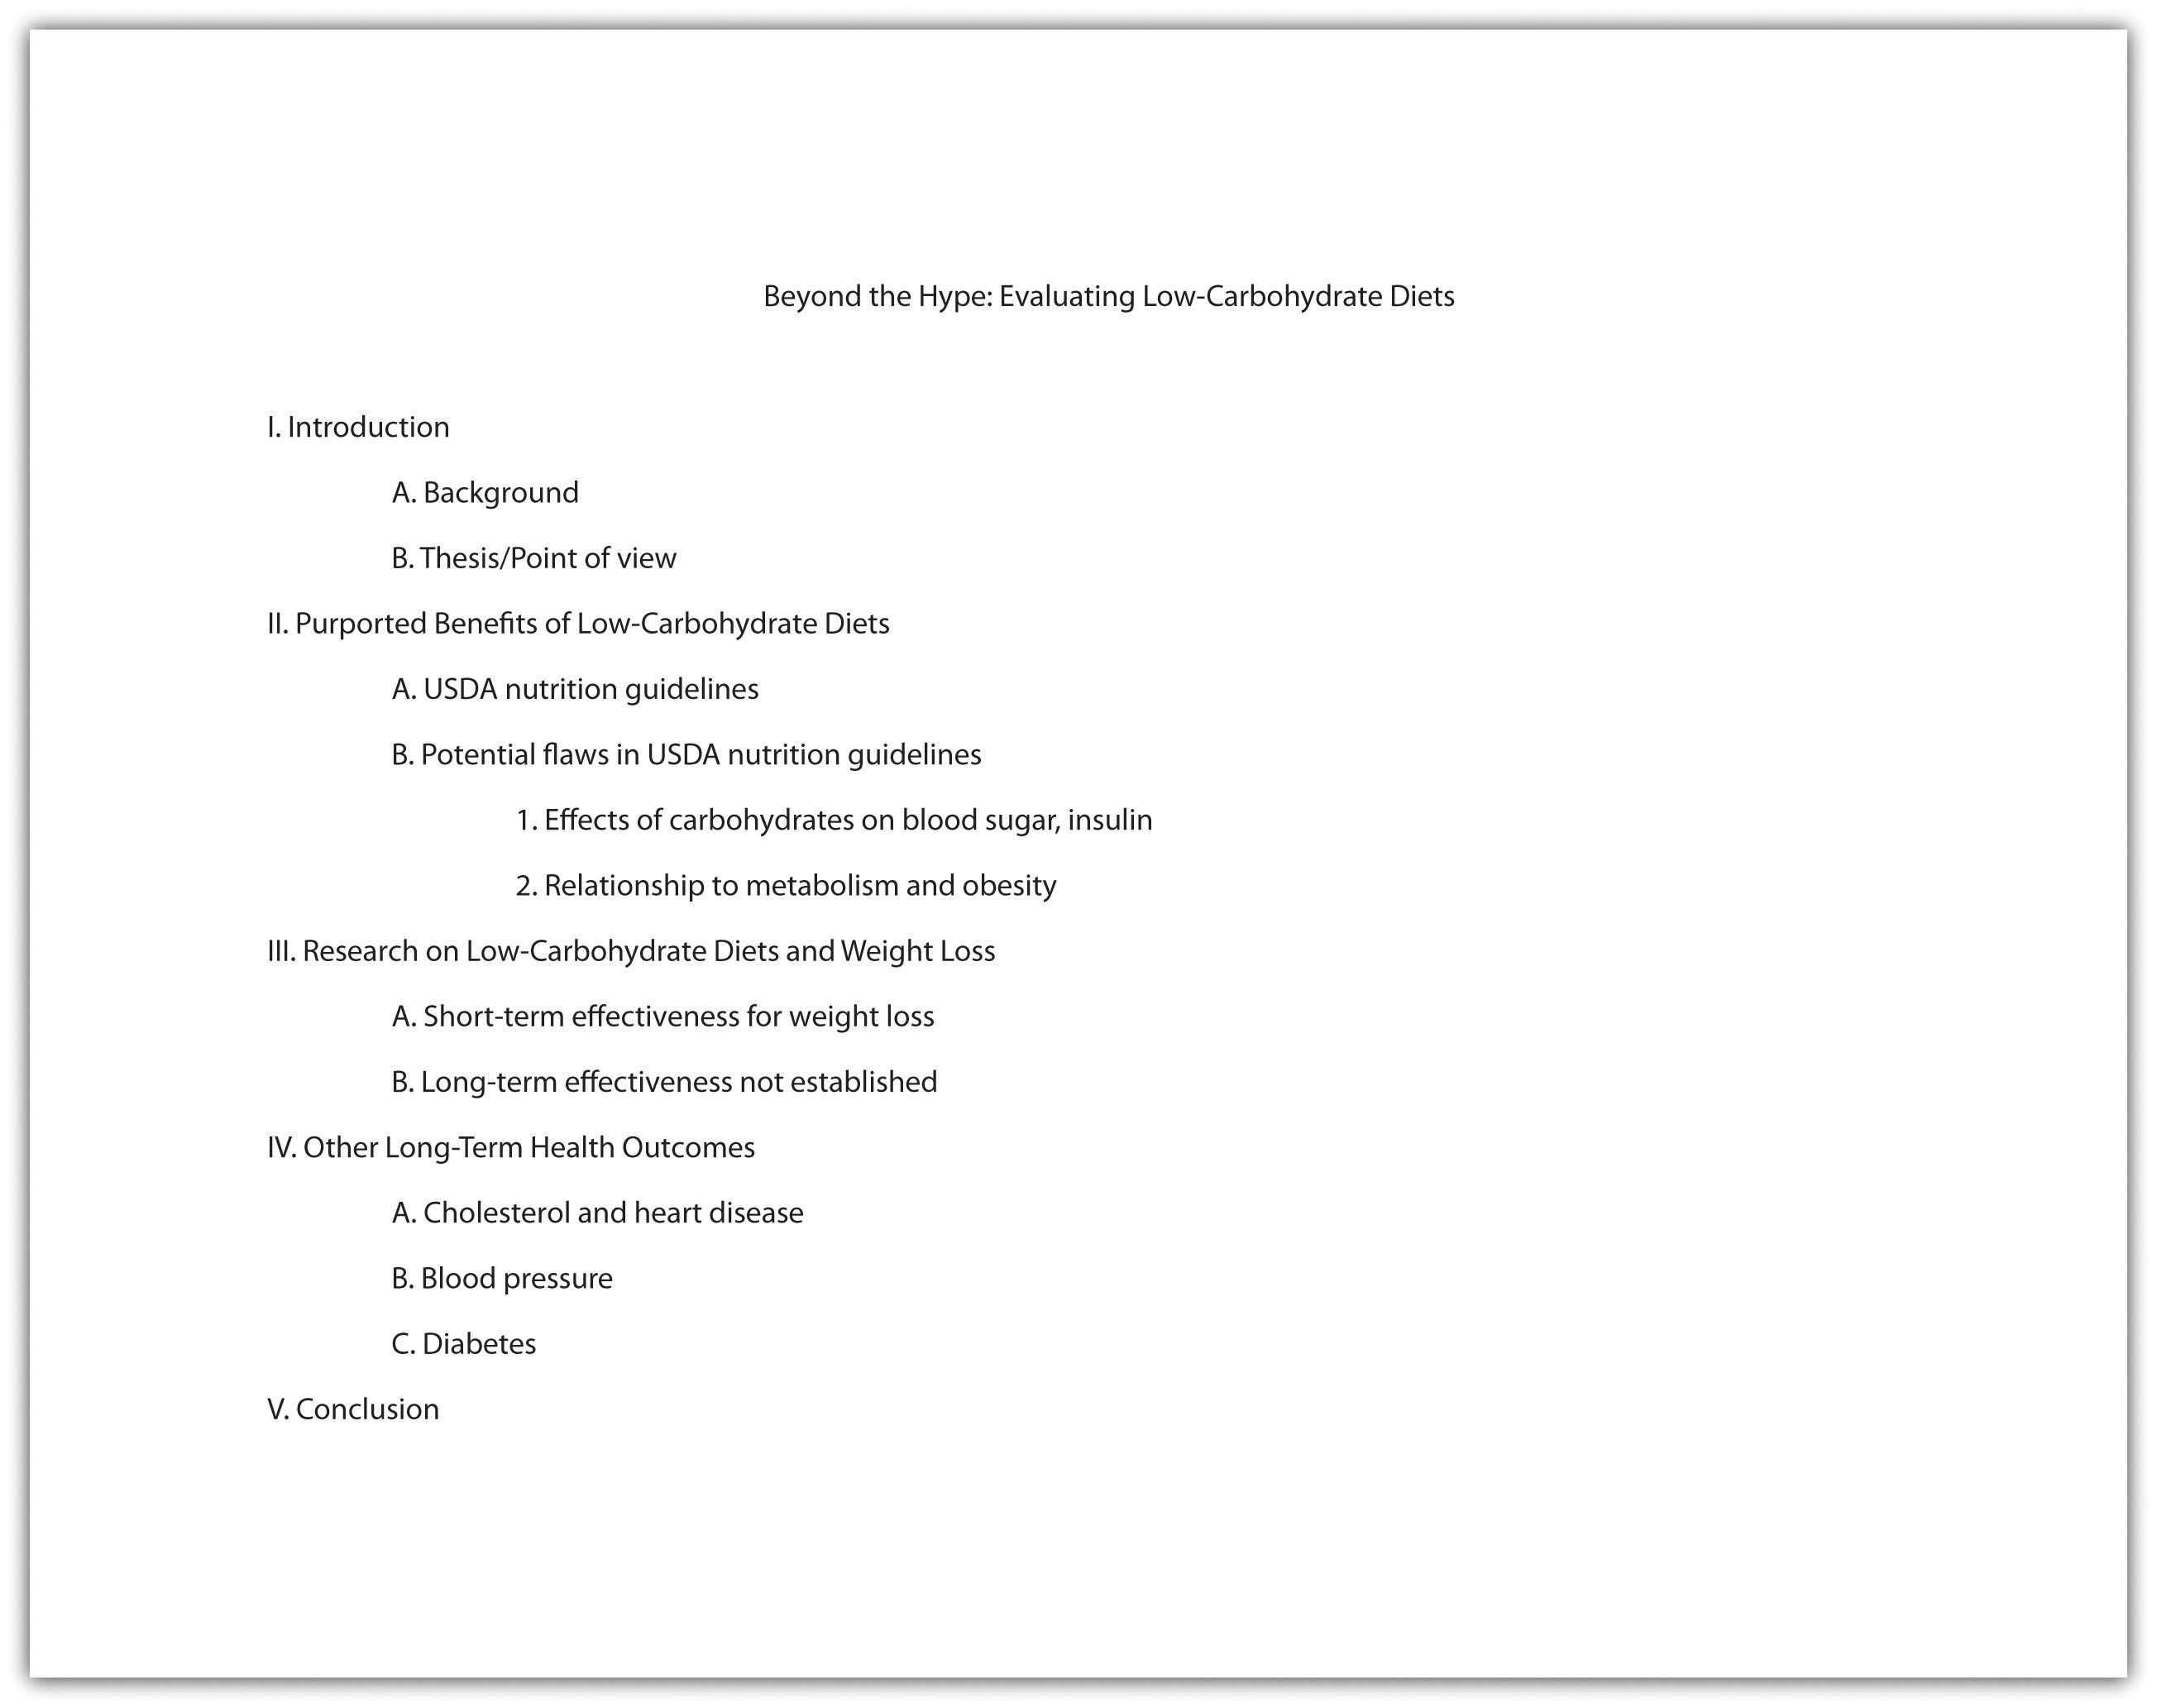 Beyond the Hype: Evaluating Low-Carbohydrate Diets
I. Introduction
A. Background
B. Thesis/Point of view
II. Purported Benefits of Low-Carbohydrate Diets
A. USDA nutrition guidelines
B. Potential flaws in USDA nutrition guidelines
1. Effects of carbohydrates on blood sugar, insulin
2. Relationship to metabolism and obesity
III. Research on Low-Carbohydrate Diets and Weight Loss
A. Short-term effectiveness for weight loss
B. Long-term effectiveness not established
IV. Other Long-Term Health Outcomes
A. Cholesterol and heart disease
B. Blood pressure
C. Diabetes
V. Conclusion